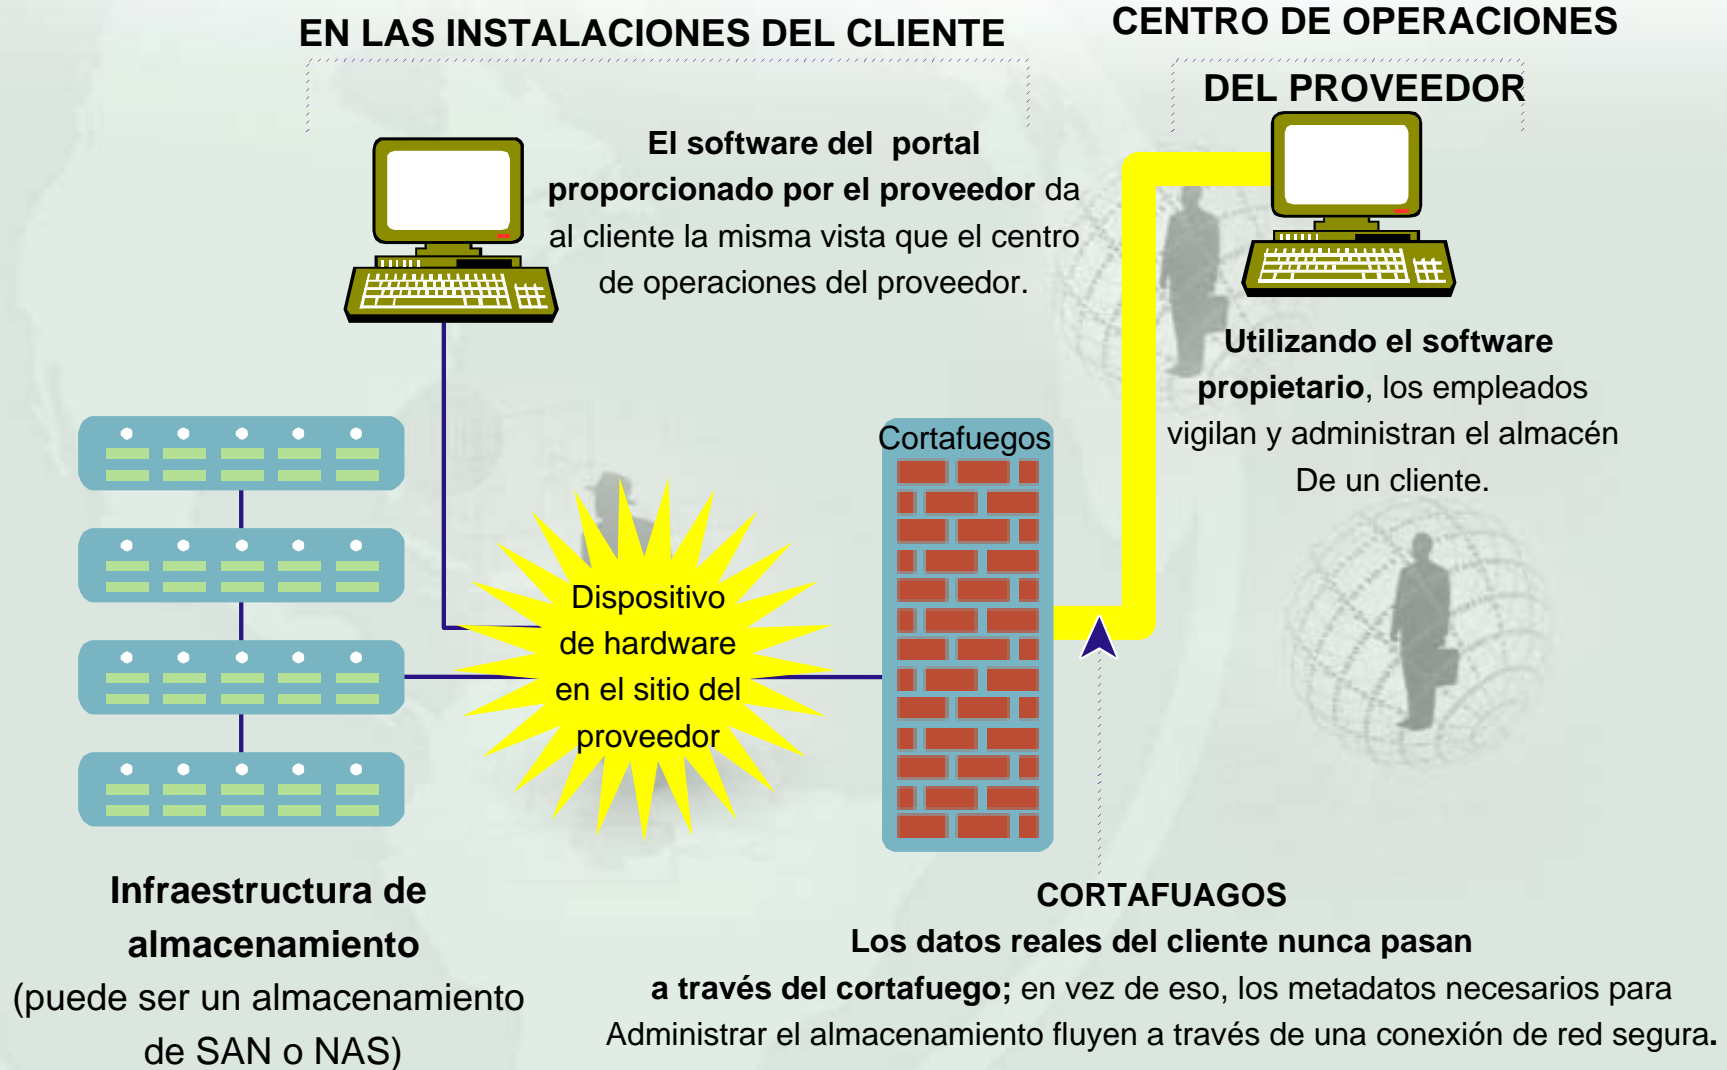 EN LAS INSTALACIONES DEL CLIENTE
CENTRO DE OPERACIONES
DEL PROVEEDOR
El software del portal
proporcionado por el proveedor da
al cliente la misma vista que el centro
de operaciones del proveedor.
Utilizando el software
propietario, los empleados
vigilan y administran el almacén
De un cliente.
Cortafuegos
Dispositivo
de hardware
en el sitio del
proveedor
Infraestructura de
almacenamiento
(puede ser un almacenamiento
de SAN o NAS)
CORTAFUAGOS
Los datos reales del cliente nunca pasan
a través del cortafuego; en vez de eso, los metadatos necesarios para
Administrar el almacenamiento fluyen a través de una conexión de red segura.